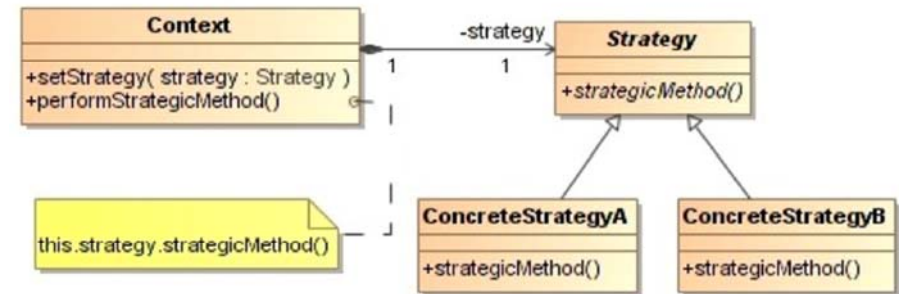 Context
+setStrategy( strategy : Strategy )
+performStrategicMethod()
-strategy
1
1
Strategy
+strategicMethod()
this.strategy.strategicMethod()
ConcreteStrategyA
+strategicMethod()
ConcreteStrategyB
+strategicMethod()